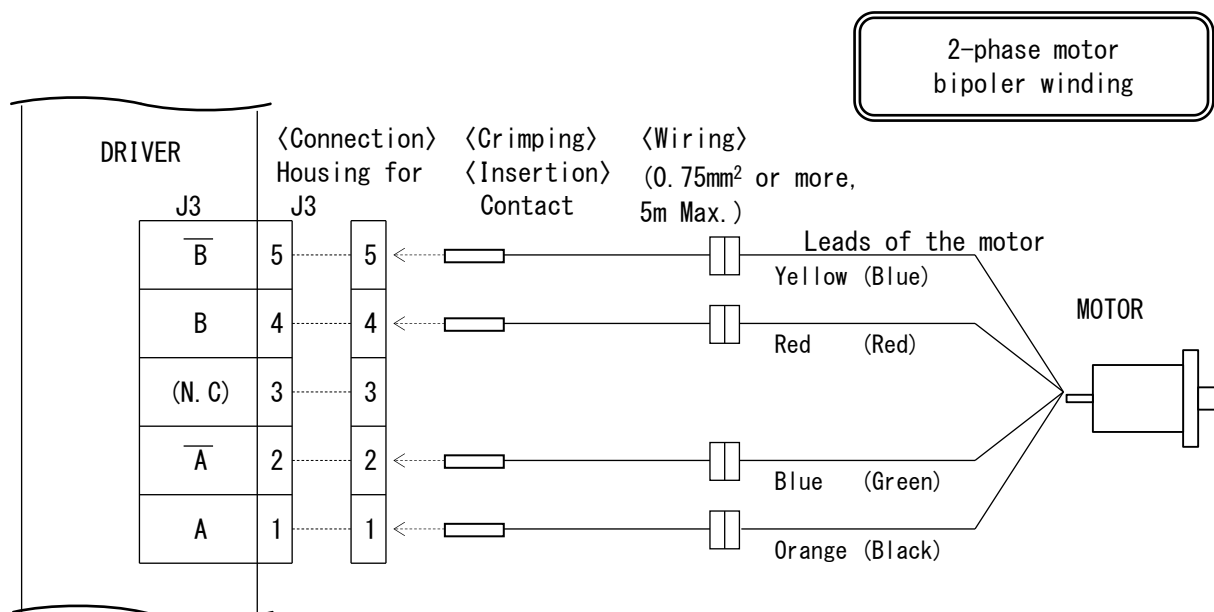 2-phase motor
bipoler winding
DRIVER
〈Connection〉
Housing for
J3
J3
〈Crimping〉
〈Insertion〉
Contact
〈Wiring〉
(0.75mm² or more,
5m Max.)
Leads of the motor
B̅ 5 5 Yellow (Blue)
B 4 4 Red (Red)
(N.C) 3 3
A̅ 2 2 Blue (Green)
A 1 1 Orange (Black)
MOTOR